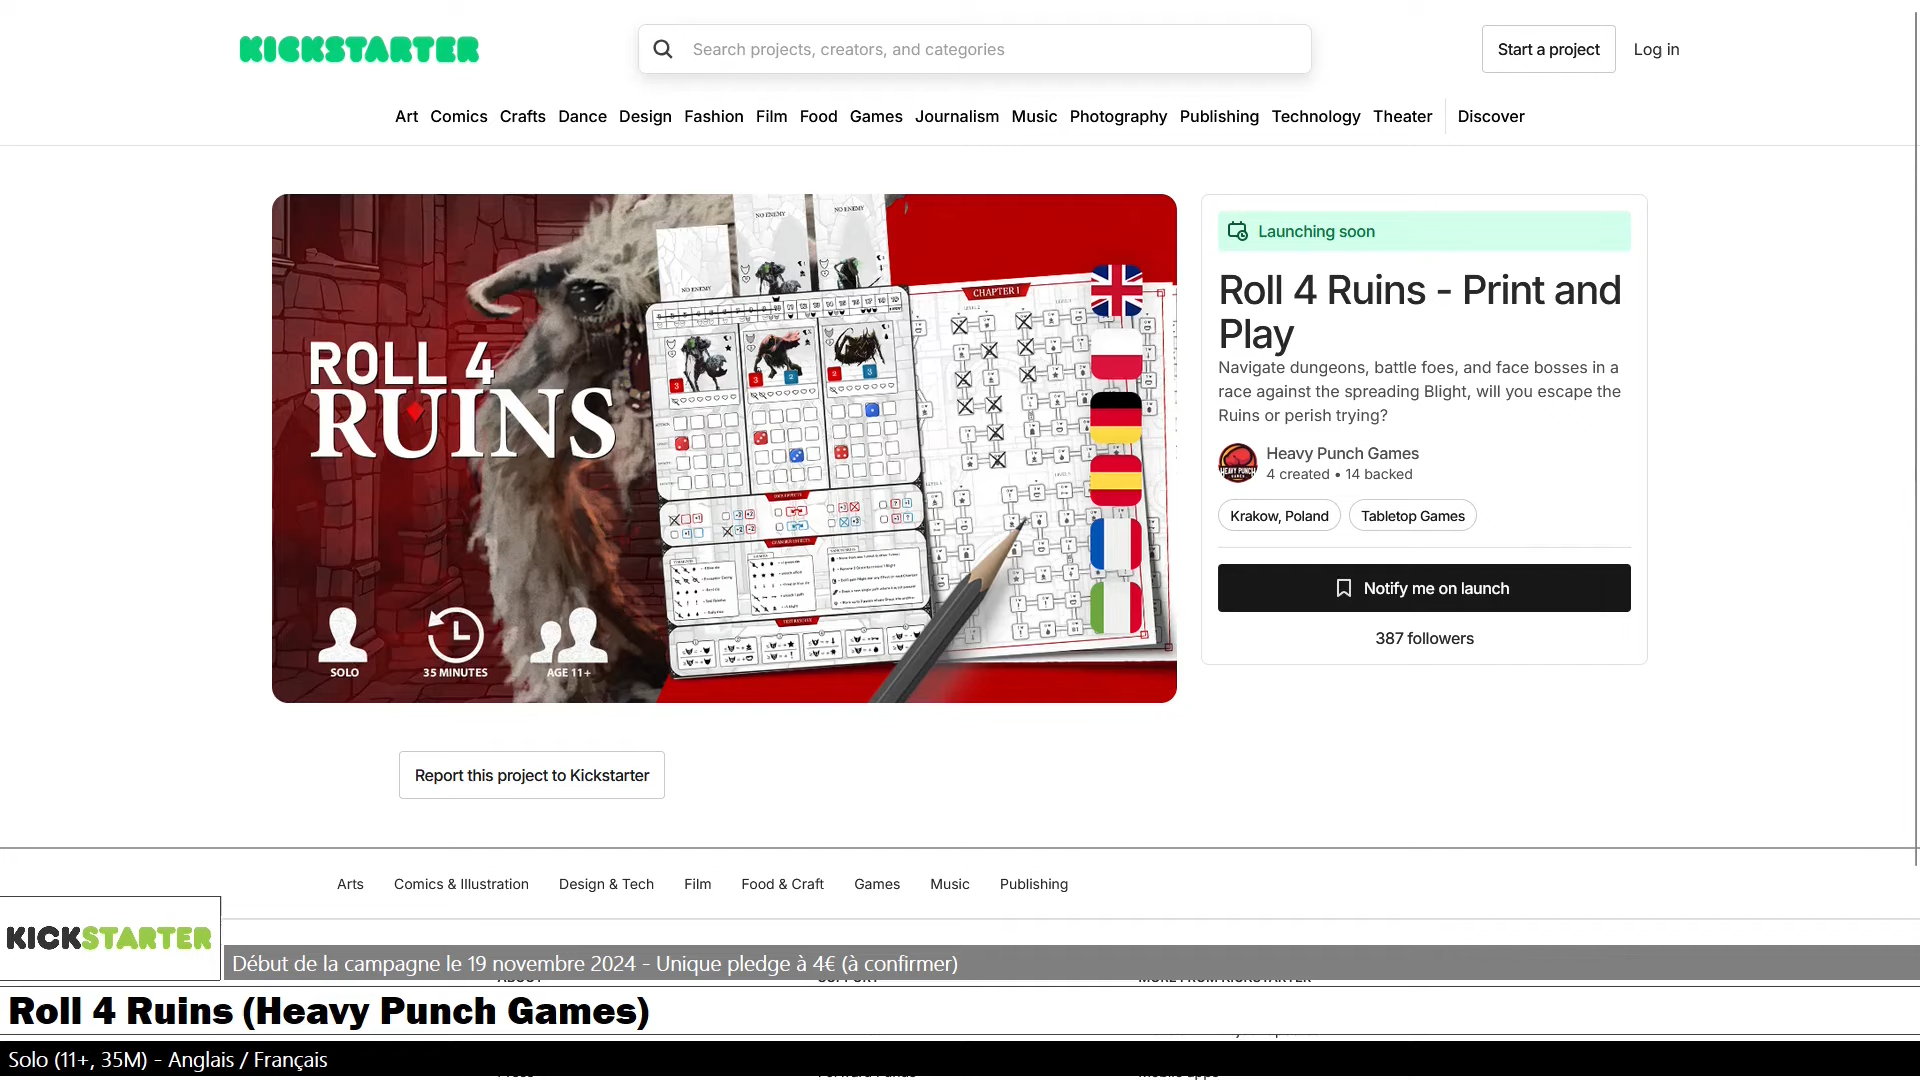 KICKSTARTER
Search projects, creators, and categories
Start a project
Log in
Art Comics Crafts Dance Design Fashion Film Food Games Journalism Music Photography Publishing Technology Theater Discover
NO ENEMY
NO ENEMY
NO ENEMY
CHAPTER I
ROLL 4
RUINS
SOLO
35 MINUTES
AGE 11+
Launching soon
Roll 4 Ruins - Print and
Play
Navigate dungeons, battle foes, and face bosses in a
race against the spreading Blight, will you escape the
Ruins or perish trying?
Heavy Punch Games
4 created • 14 backed
Krakow, Poland
Tabletop Games
Notify me on launch
387 followers
Report this project to Kickstarter
Arts Comics & Illustration Design & Tech Film Food & Craft Games Music Publishing
KICKSTARTER
Début de la campagne le 19 novembre 2024 - Unique pledge à 4€ (à confirmer)
Roll 4 Ruins (Heavy Punch Games)
Solo (11+, 35M) - Anglais / Français